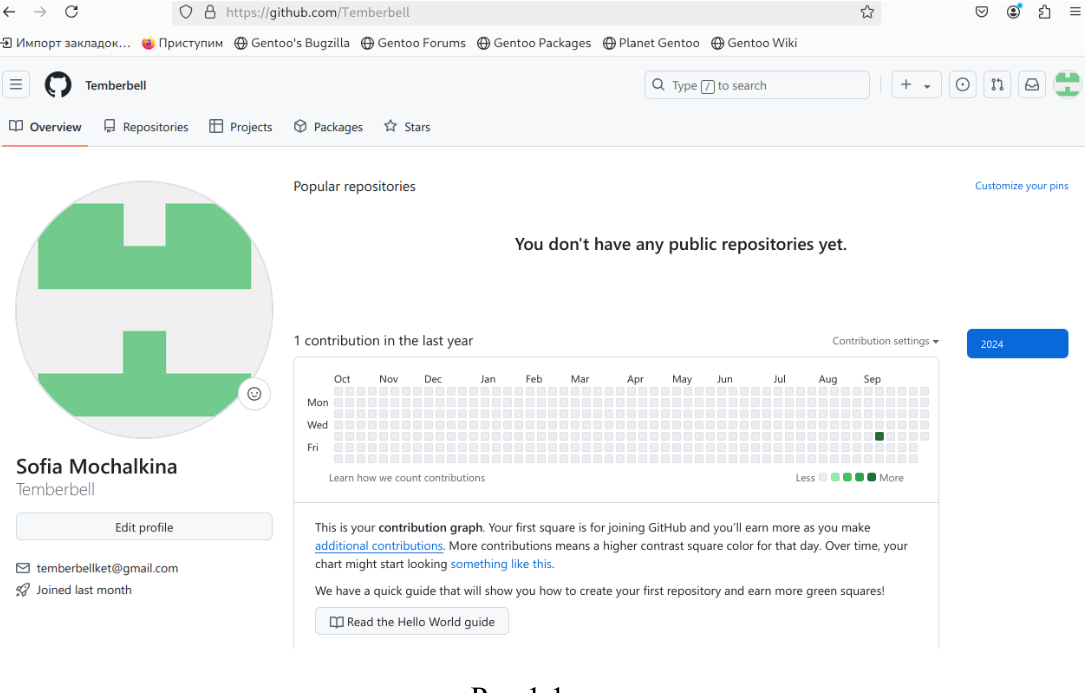 https://github.com/Temberbell
Импорт закладок... Приступим Gentoo's Bugzilla Gentoo Forums Gentoo Packages Planet Gentoo Gentoo Wiki
Temberbell
Type / to search
Overview Repositories Projects Packages Stars
Popular repositories
Customize your pins
You don't have any public repositories yet.
1 contribution in the last year
Contribution settings
2024
Oct Nov Dec Jan Feb Mar Apr May Jun Jul Aug Sep
Mon
Wed
Fri
Learn how we count contributions
Less More
Sofia Mochalkina
Temberbell
Edit profile
temberbellket@gmail.com
Joined last month
This is your contribution graph. Your first square is for joining GitHub and you'll earn more as you make
additional contributions. More contributions means a higher contrast square color for that day. Over time, your
chart might start looking something like this.
We have a quick guide that will show you how to create your first repository and earn more green squares!
Read the Hello World guide